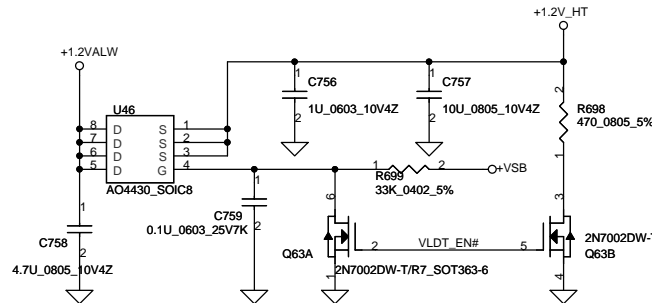 +1.2V_HT
+1.2VALW
U46
8 D S 1
7 D S 2
6 D S 3
5 D G 4
AO4430_SOIC8
1
C756
1U_0603_10V4Z
2
1
C757
10U_0805_10V4Z
2
2
R698
470_0805_5%
1
1 2
R699
33K_0402_5%
+VSB
1
C758
2
4.7U_0805_10V4Z
1
C759
2
0.1U_0603_25V7K
6
Q63A
2
1
2N7002DW-T/R7_SOT363-6
VLDT_EN#
3
5
2N7002DW-T
Q63B
4